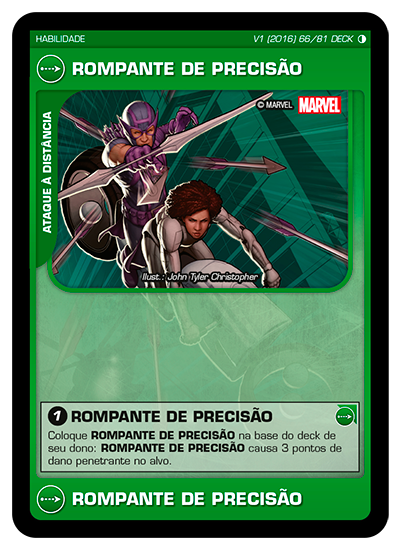 HABILIDADE
V1 (2016) 66/81 DECK
ROMPANTE DE PRECISÃO
ATAQUE À DISTÂNCIA
© MARVEL MARVEL
Ilust.: John Tyler Christopher
1 ROMPANTE DE PRECISÃO
Coloque ROMPANTE DE PRECISÃO na base do deck de
seu dono: ROMPANTE DE PRECISÃO causa 3 pontos de
dano penetrante no alvo.
ROMPANTE DE PRECISÃO